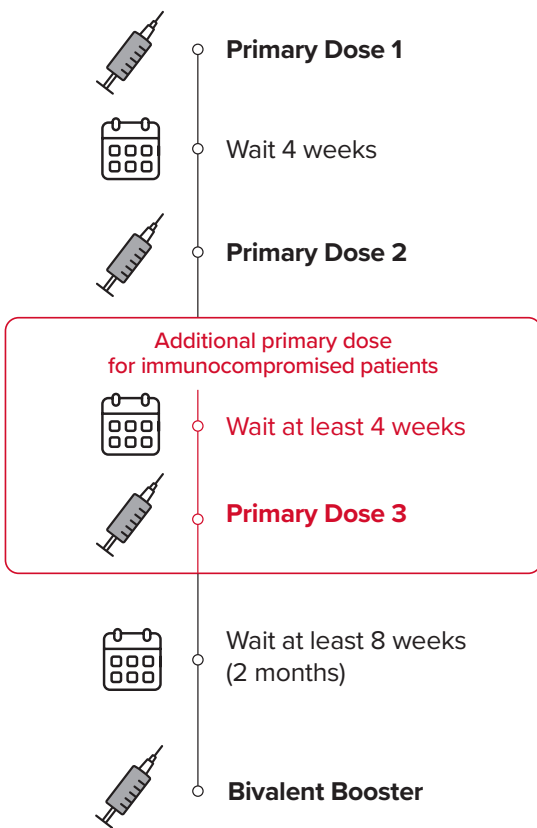 Primary Dose 1
Wait 4 weeks
Primary Dose 2
Additional primary dose
for immunocompromised patients
Wait at least 4 weeks
Primary Dose 3
Wait at least 8 weeks
(2 months)
Bivalent Booster